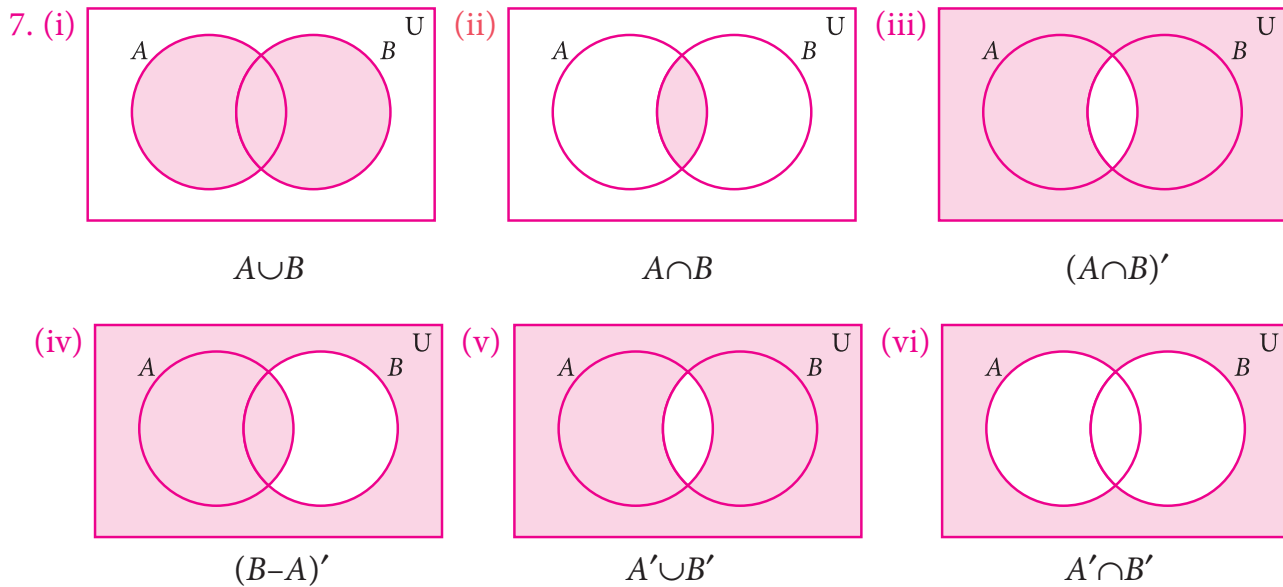 7. (i) A B U (ii) A B U (iii) A B U
A∪B A∩B (A∩B)′
(iv) A B U (v) A B U (vi) A B U
(B–A)′ A′∪B′ A′∩B′